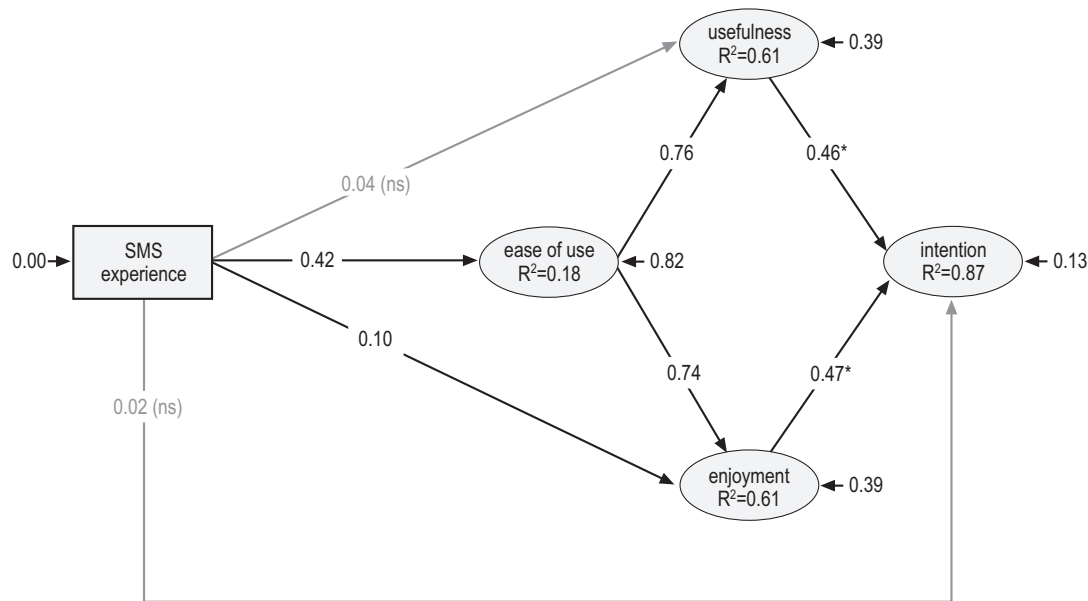 usefulness
R²=0.61
0.39
0.76
0.46*
0.04 (ns)
SMS
experience
0.00
0.42
ease of use
R²=0.18
0.82
intention
R²=0.87
0.13
0.10
0.74
0.47*
0.02 (ns)
enjoyment
R²=0.61
0.39